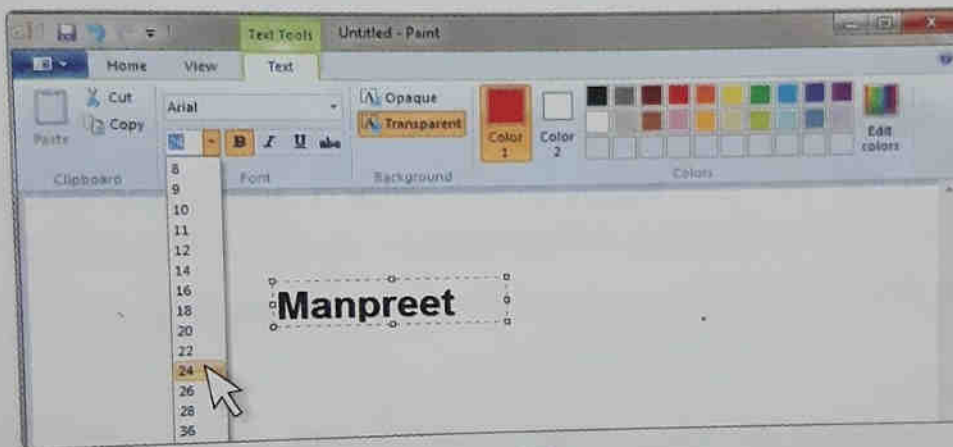 Text Tools Untitled - Paint
Home View Text
Cut
Copy
Paste
Clipboard
Arial
24
B I U abc
Font
Opaque
Transparent
Background
Color 1
Color 2
Edit colors
Colors
8
9
10
11
12
14
16
18
20
22
24
26
28
36
Manpreet